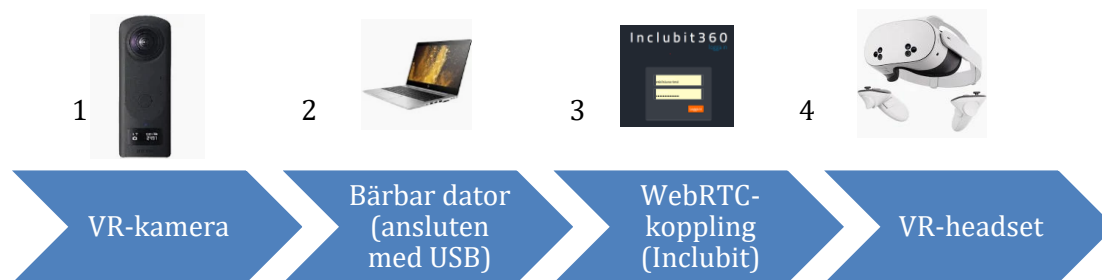 Inclubit360
1
2
3
4
VR-kamera
Bärbar dator
(ansluten
med USB)
WebRTC-
koppling
(Inclubit)
VR-headset